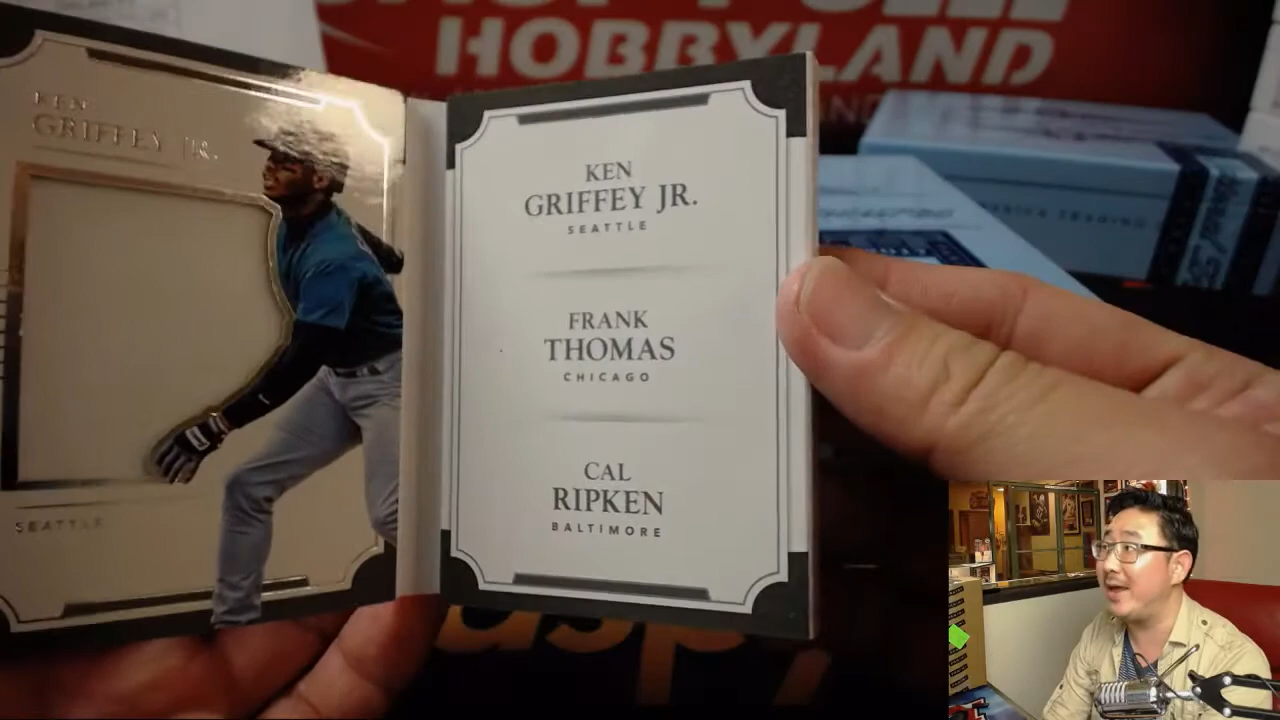 HOBBYLAND
KEN
GRIFFEY JR.
SEATTLE
KEN
GRIFFEY JR.
SEATTLE
FRANK
THOMAS
CHICAGO
CAL
RIPKEN
BALTIMORE